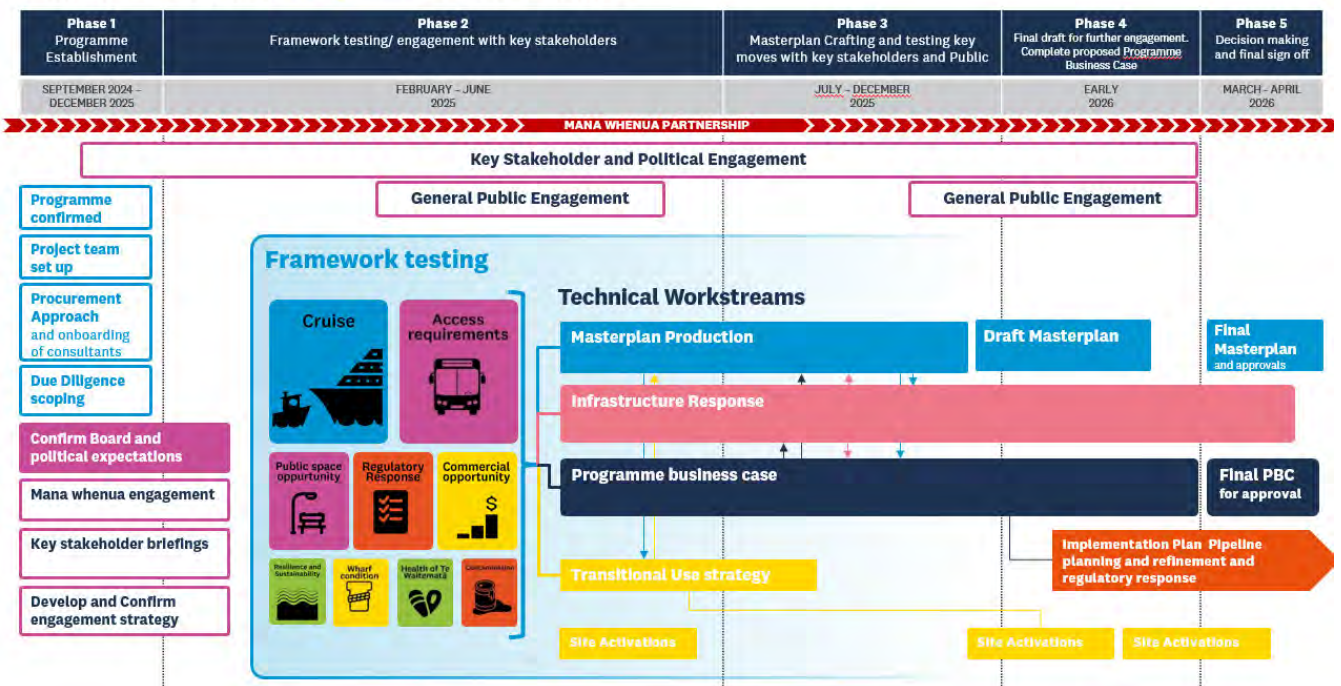 Phase 1
Programme
Establishment
Phase 2
Framework testing/ engagement with key stakeholders
Phase 3
Masterplan Crafting and testing key
moves with key stakeholders and Public
Phase 4
Final draft for further engagement.
Complete proposed Programme
Business Case
Phase 5
Decision making
and final sign off
SEPTEMBER 2024 –
DECEMBER 2025
FEBRUARY – JUNE
2025
JULY – DECEMBER
2025
EARLY
2026
MARCH – APRIL
2026
MANA WHENUA PARTNERSHIP
Key Stakeholder and Political Engagement
General Public Engagement
General Public Engagement
Programme
confirmed
Project team
set up
Procurement
Approach
and onboarding
of consultants
Due Diligence
scoping
Confirm Board and
political expectations
Mana whenua engagement
Key stakeholder briefings
Develop and Confirm
engagement strategy
Framework testing
Cruise
Access
requirements
Public space
oppurtunity
Regulatory
Response
Commercial
opportunity
$
Resilience and
Sustainability
Wharf
condition
Health of Te
Waitematā
Contamination
Technical Workstreams
Masterplan Production
Draft Masterplan
Final
Masterplan
and approvals
Infrastructure Response
Programme business case
Final PBC
for approval
Implementation Plan Pipeline
planning and refinement and
regulatory response
Transitional Use strategy
Site Activations
Site Activations
Site Activations